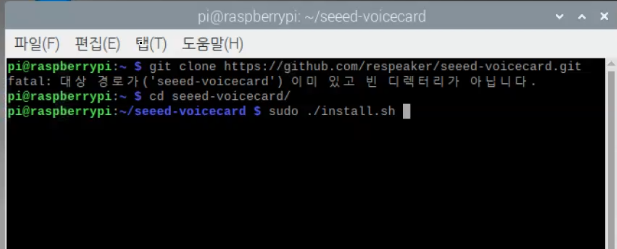 pi@raspberrypi: ~/seeed-voicecard
파일(F) 편집(E) 탭(T) 도움말(H)
pi@raspberrypi:~ $ git clone https://github.com/respeaker/seeed-voicecard.git
fatal: 대상 경로가('seeed-voicecard') 이미 있고 빈 디렉터리가 아닙니다.
pi@raspberrypi:~ $ cd seeed-voicecard/
pi@raspberrypi:~/seeed-voicecard $ sudo ./install.sh